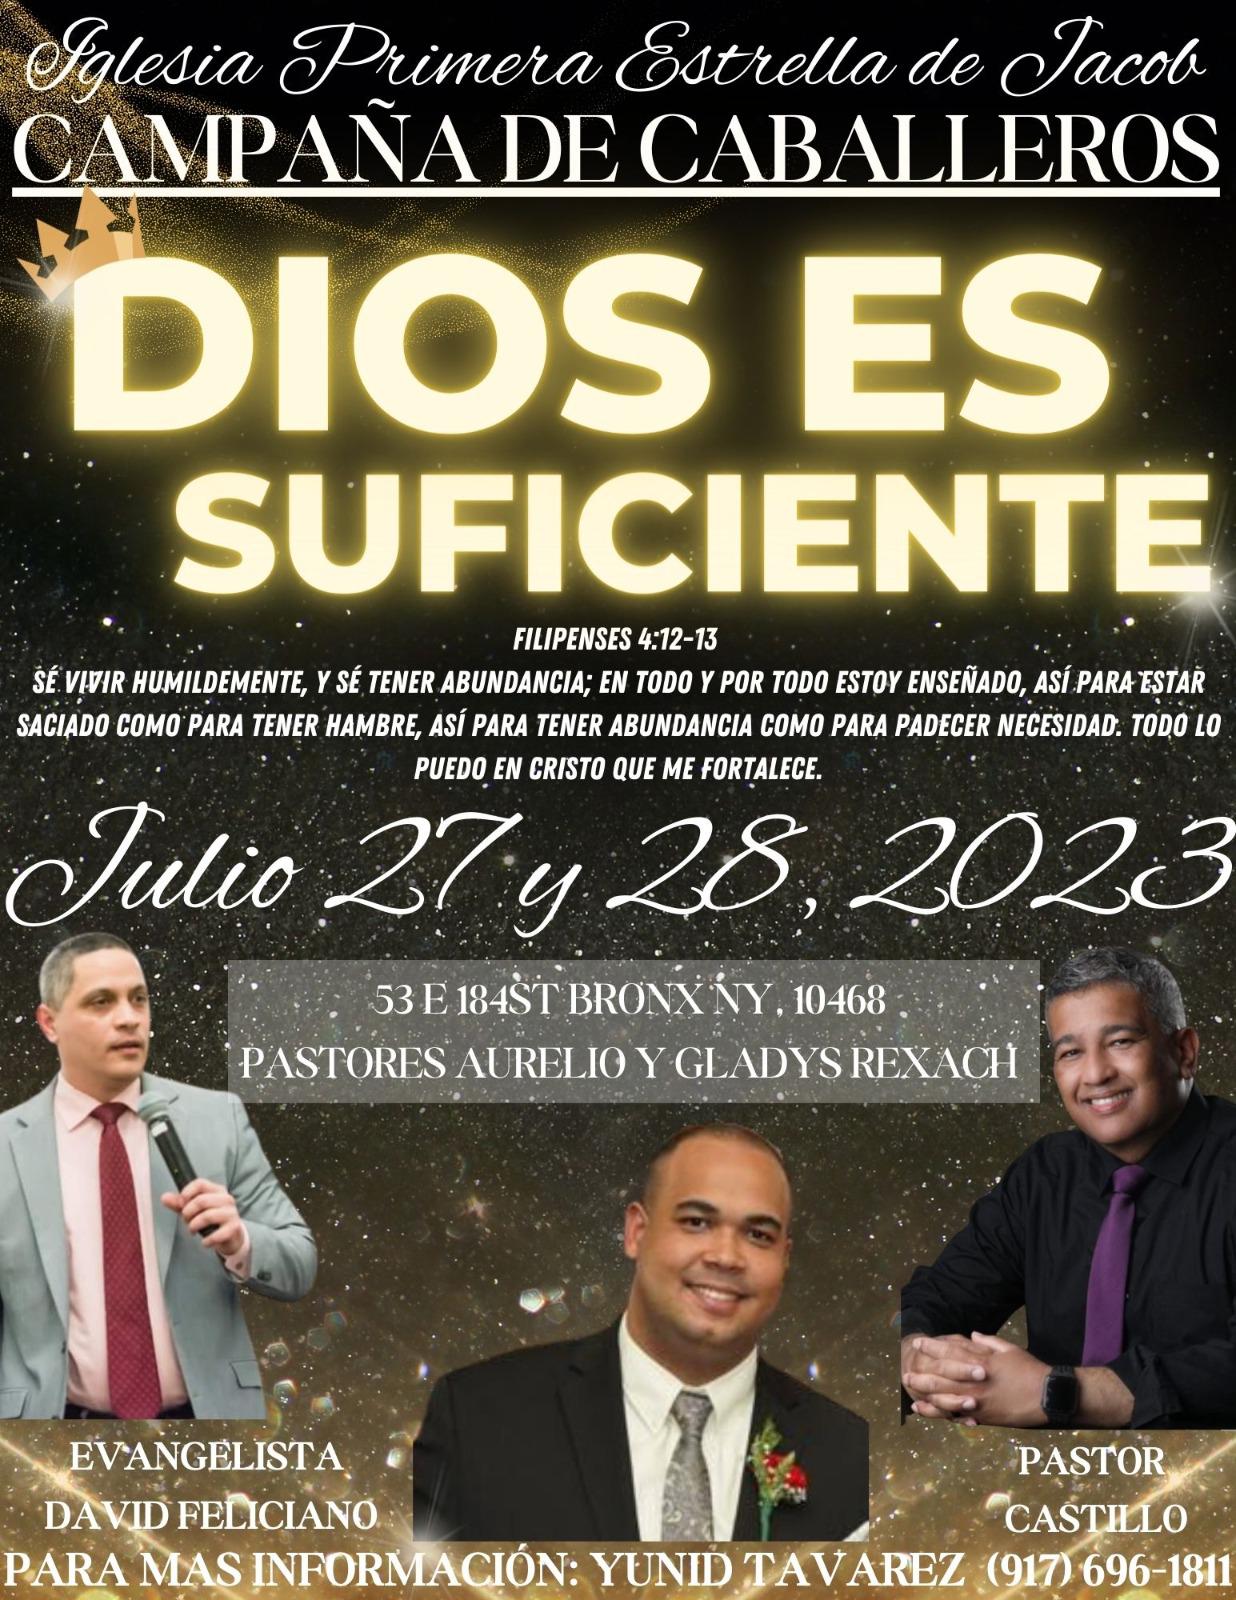 Iglesia Primera Estrella de Jacob
CAMPAÑA DE CABALLEROS
DIOS ES
SUFICIENTE
FILIPENSES 4:12-13
SÉ VIVIR HUMILDEMENTE, Y SÉ TENER ABUNDANCIA; EN TODO Y POR TODO ESTOY ENSEÑADO, ASÍ PARA ESTAR
SACIADO COMO PARA TENER HAMBRE, ASÍ PARA TENER ABUNDANCIA COMO PARA PADECER NECESIDAD. TODO LO
PUEDO EN CRISTO QUE ME FORTALECE.
Julio 27 y 28, 2023
53 E 184ST BRONX NY, 10468
PASTORES AURELIO Y GLADYS REXACH
EVANGELISTA
DAVID FELICIANO
PASTOR
CASTILLO
PARA MAS INFORMACIÓN: YUNID TAVAREZ (917) 696-1811